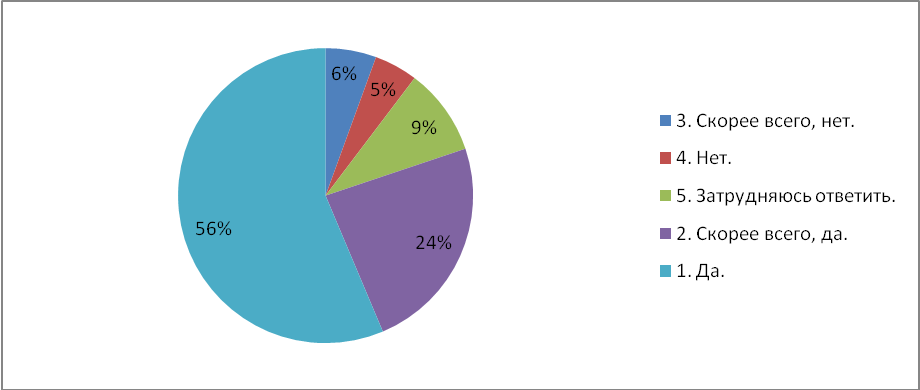 6%
5%
9%
24%
56%
3. Скорее всего, нет.
4. Нет.
5. Затрудняюсь ответить.
2. Скорее всего, да.
1. Да.